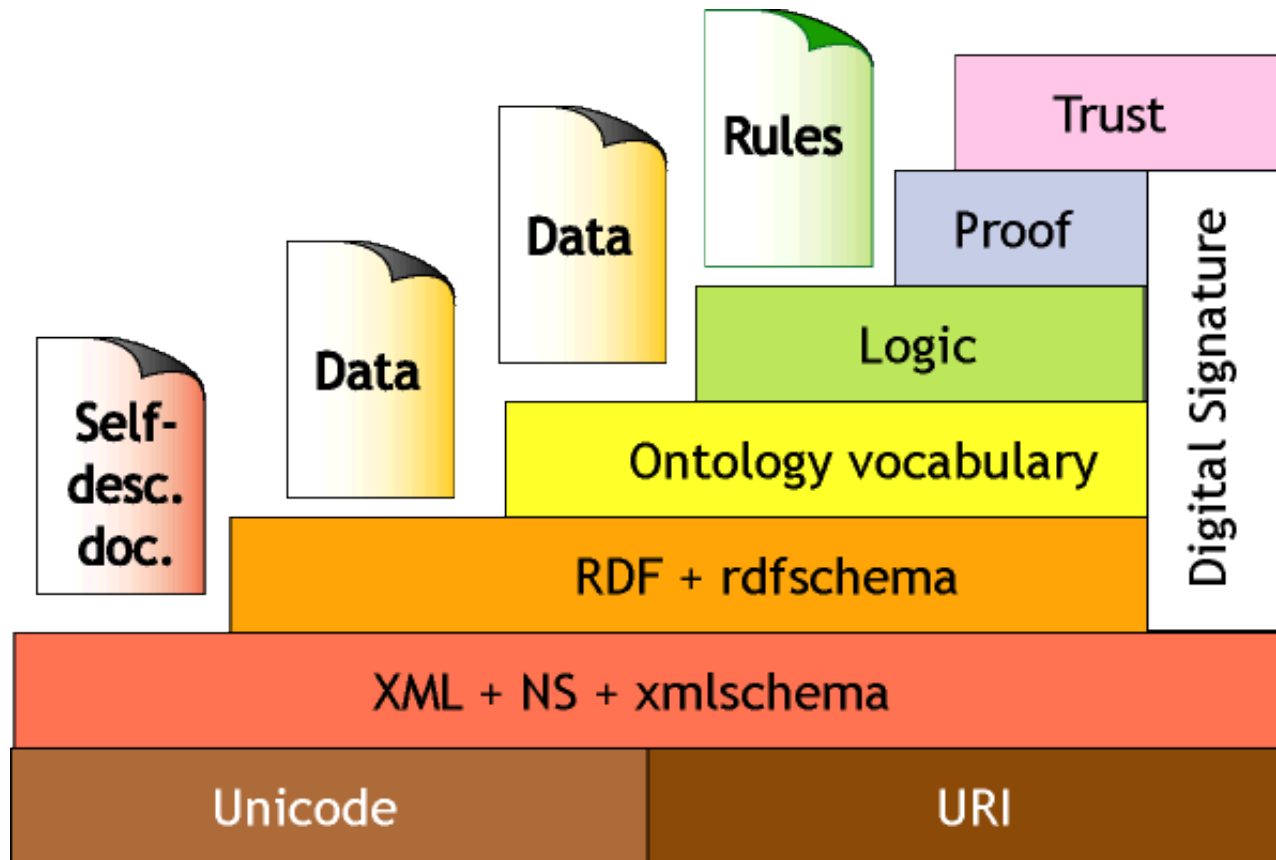 Rules
Trust
Data
Proof
Data
Logic
Self-
desc.
doc.
Ontology vocabulary
Digital Signature
RDF + rdfschema
XML + NS + xmlschema
Unicode
URI